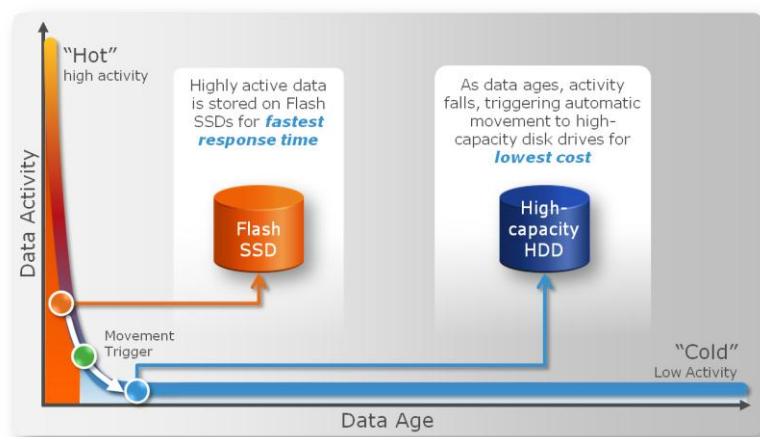 “Hot”
high activity
Highly active data
is stored on Flash
SSDs for fastest
response time
As data ages, activity
falls, triggering automatic
movement to high-
capacity disk drives for
lowest cost
Flash
SSD
High-
capacity
HDD
Data Activity
Movement
Trigger
“Cold”
Low Activity
Data Age